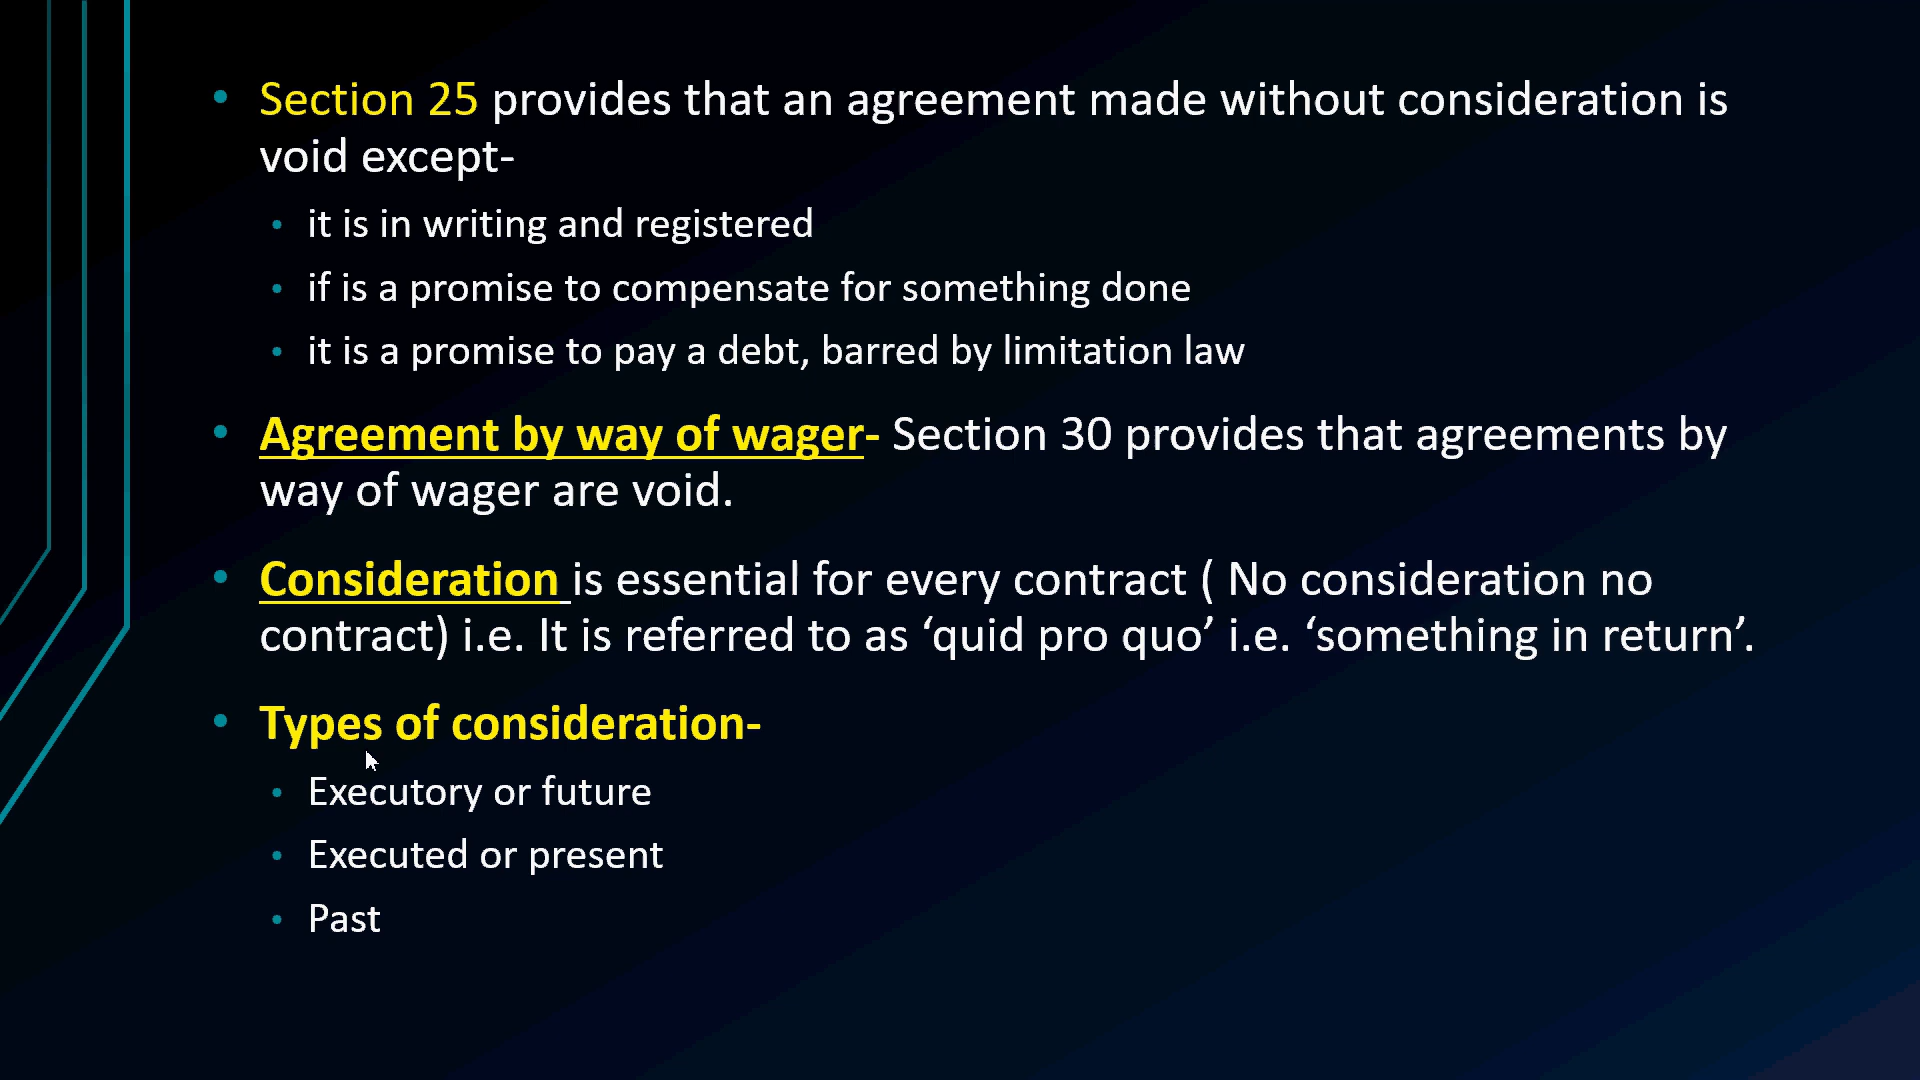 • Section 25 provides that an agreement made without consideration is
void except-
• it is in writing and registered
• if is a promise to compensate for something done
• it is a promise to pay a debt, barred by limitation law
• Agreement by way of wager- Section 30 provides that agreements by
way of wager are void.
• Consideration is essential for every contract ( No consideration no
contract) i.e. It is referred to as ‘quid pro quo’ i.e. ‘something in return’.
• Types of consideration-
• Executory or future
• Executed or present
• Past